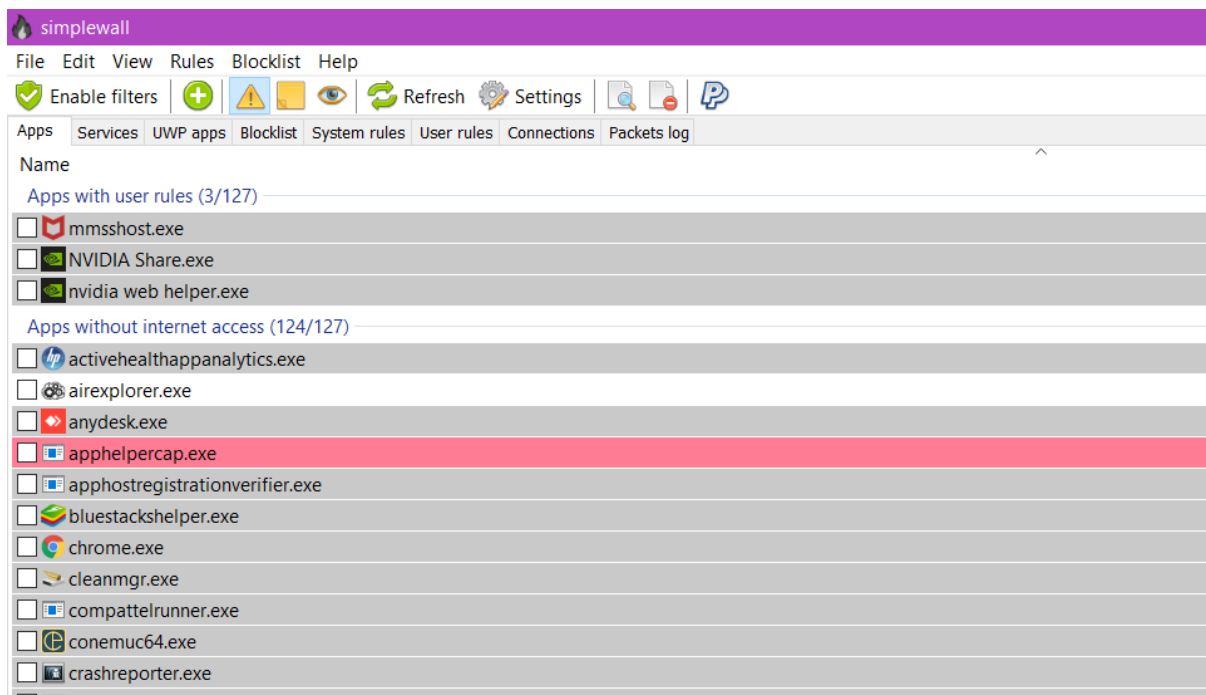 simplewall
File Edit View Rules Blocklist Help
Enable filters Refresh Settings
Apps Services UWP apps Blocklist System rules User rules Connections Packets log
Name
Apps with user rules (3/127)
mmsshost.exe
NVIDIA Share.exe
nvidia web helper.exe
Apps without internet access (124/127)
activehealthappanalytics.exe
airexplorer.exe
anydesk.exe
apphelpercap.exe
apphostregistrationverifier.exe
bluestackshelper.exe
chrome.exe
cleanmgr.exe
compattelrunner.exe
conemuc64.exe
crashreporter.exe